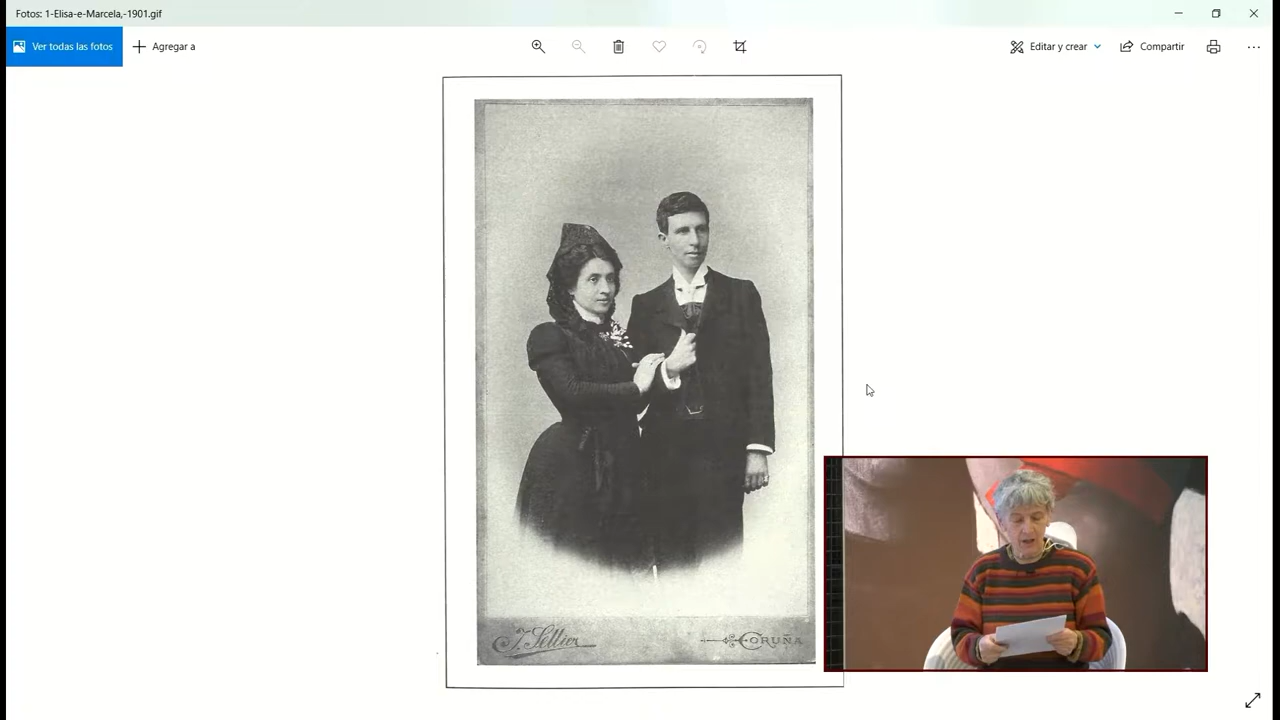 Fotos: 1-Elisa-e-Marcela,-1901.gif
Ver todas las fotos
Agregar a
Editar y crear
Compartir
J. Sellier
CORUÑA